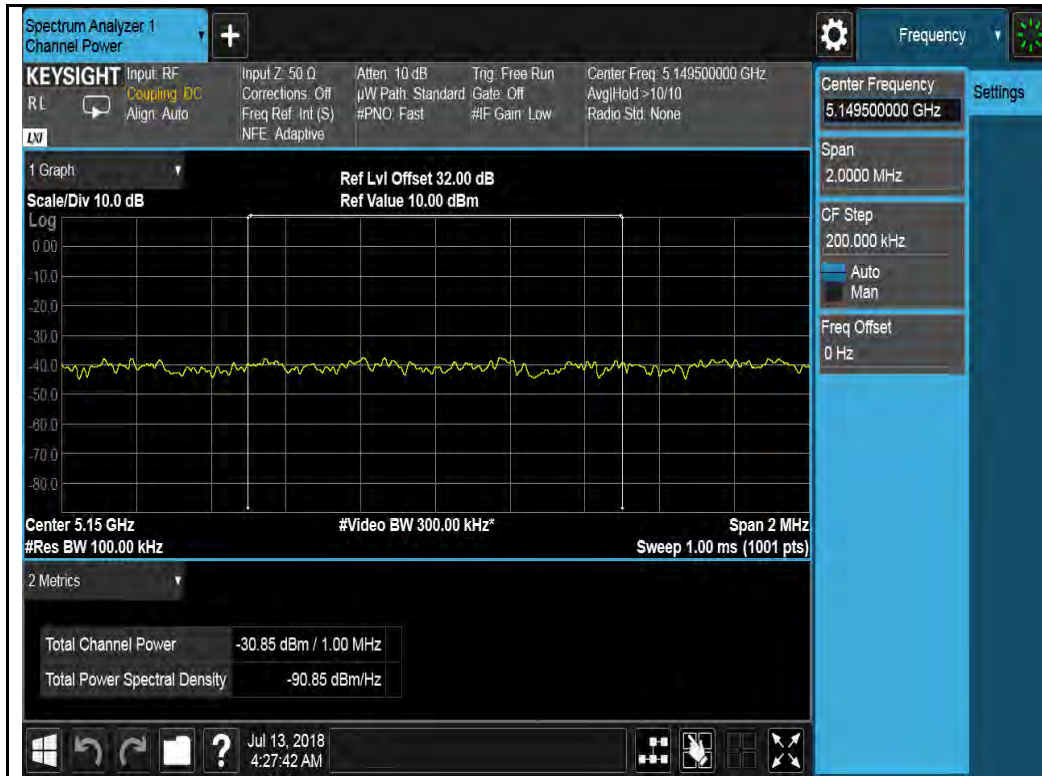 Spectrum Analyzer 1
Channel Power
+
Frequency
KEYSIGHT
RL
LXI
Input: RF
Coupling: DC
Align: Auto
Input Z: 50 Ω
Corrections: Off
Freq Ref: Int (S)
NFE: Adaptive
Atten: 10 dB
µW Path: Standard
#PNO: Fast
Trig: Free Run
Gate: Off
#IF Gain: Low
Center Freq: 5.149500000 GHz
Avg|Hold >10/10
Radio Std: None
Center Frequency
5.149500000 GHz
Settings
Span
2.0000 MHz
CF Step
200.000 kHz
Auto
Man
Freq Offset
0 Hz
1 Graph
Scale/Div 10.0 dB
Ref Lvl Offset 32.00 dB
Ref Value 10.00 dBm
Log
0.00
-10.0
-20.0
-30.0
-40.0
-50.0
-60.0
-70.0
-80.0
Center 5.15 GHz
#Res BW 100.00 kHz
#Video BW 300.00 kHz*
Span 2 MHz
Sweep 1.00 ms (1001 pts)
2 Metrics
Total Channel Power -30.85 dBm / 1.00 MHz
Total Power Spectral Density -90.85 dBm/Hz
?
Jul 13, 2018
4:27:42 AM